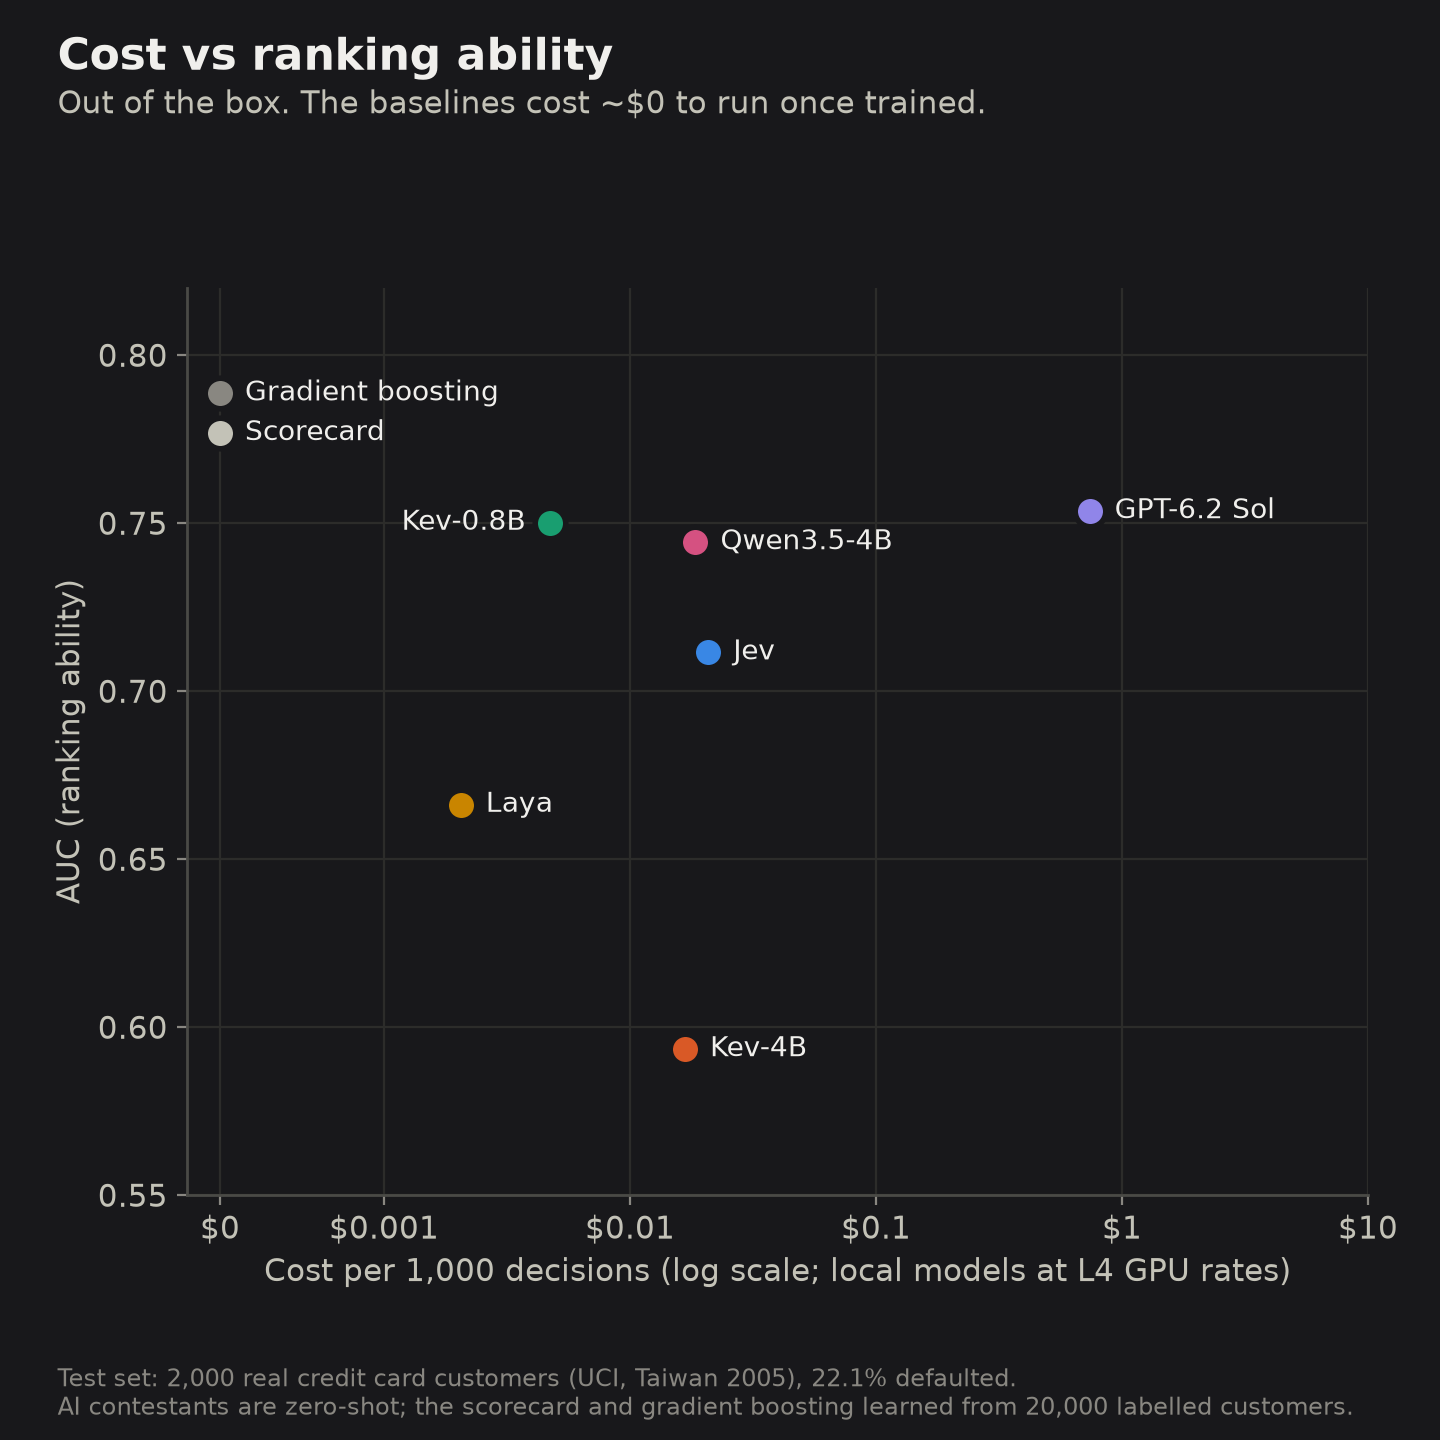 Cost vs ranking ability
Out of the box. The baselines cost ~$0 to run once trained.
0.80
Gradient boosting
Scorecard
0.75
Kev-0.8B
Qwen3.5-4B
GPT-6.2 Sol
Jev
0.70
Laya
0.65
0.60
Kev-4B
0.55
AUC (ranking ability)
$0
$0.001
$0.01
$0.1
$1
$10
Cost per 1,000 decisions (log scale; local models at L4 GPU rates)
Test set: 2,000 real credit card customers (UCI, Taiwan 2005), 22.1% defaulted.
AI contestants are zero-shot; the scorecard and gradient boosting learned from 20,000 labelled customers.